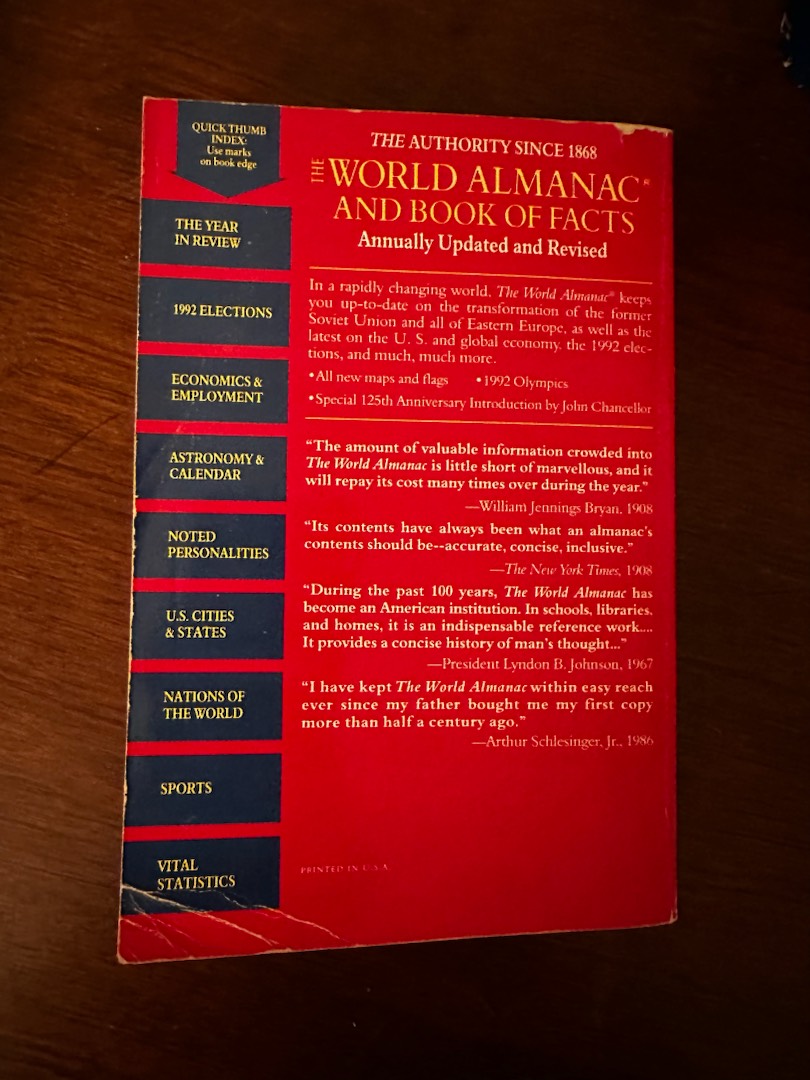 QUICK THUMB
INDEX:
Use marks
on book edge
THE YEAR
IN REVIEW
1992 ELECTIONS
ECONOMICS &
EMPLOYMENT
ASTRONOMY &
CALENDAR
NOTED
PERSONALITIES
U.S. CITIES
& STATES
NATIONS OF
THE WORLD
SPORTS
VITAL
STATISTICS
THE AUTHORITY SINCE 1868
THE WORLD ALMANAC®
AND BOOK OF FACTS
Annually Updated and Revised
In a rapidly changing world, The World Almanac® keeps
you up-to-date on the transformation of the former
Soviet Union and all of Eastern Europe, as well as the
latest on the U. S. and global economy, the 1992 elec-
tions, and much, much more.
•All new maps and flags •1992 Olympics
•Special 125th Anniversary Introduction by John Chancellor
“The amount of valuable information crowded into
The World Almanac is little short of marvellous, and it
will repay its cost many times over during the year.”
—William Jennings Bryan, 1908
“Its contents have always been what an almanac's
contents should be--accurate, concise, inclusive.”
—The New York Times, 1908
“During the past 100 years, The World Almanac has
become an American institution. In schools, libraries,
and homes, it is an indispensable reference work....
It provides a concise history of man's thought...”
—President Lyndon B. Johnson, 1967
“I have kept The World Almanac within easy reach
ever since my father bought me my first copy
more than half a century ago.”
—Arthur Schlesinger, Jr., 1986
PRINTED IN U.S.A.